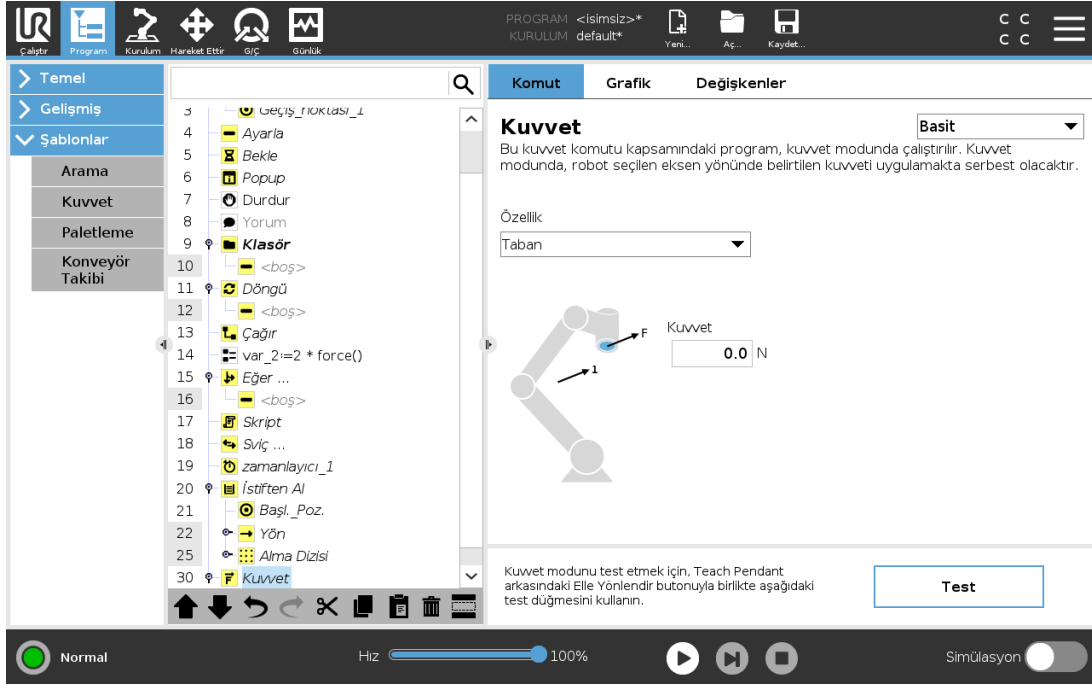 PROGRAM <isimsiz>*
KURULUM default*
Çalıştır
Program
Kurulum
Hareket Ettir
G/Ç
Günlük
Yeni...
Aç...
Kaydet...
C C
C C
Temel
Gelişmiş
Şablonlar
Arama
Kuvvet
Paletleme
Konveyör
Takibi
3 Geçiş_noktası_1
4 Ayarla
5 Bekle
6 Popup
7 Durdur
8 Yorum
9 Klasör
10 <boş>
11 Döngü
12 <boş>
13 Çağır
14 var_2:=2 * force()
15 Eğer ...
16 <boş>
17 Skript
18 Sviç ...
19 zamanlayıcı_1
20 İstiften Al
21 Başl._Poz.
22 Yön
25 Alma Dizisi
30 Kuvvet
Komut
Grafik
Değişkenler
Kuvvet
Basit
Bu kuvvet komutu kapsamındaki program, kuvvet modunda çalıştırılır. Kuvvet
modunda, robot seçilen eksen yönünde belirtilen kuvveti uygulamakta serbest olacaktır.
Özellik
Taban
F
1
Kuvvet
0.0 N
Kuvvet modunu test etmek için, Teach Pendant
arkasındaki Elle Yönlendir butonuyla birlikte aşağıdaki
test düğmesini kullanın.
Test
Normal
Hız
100%
Simülasyon